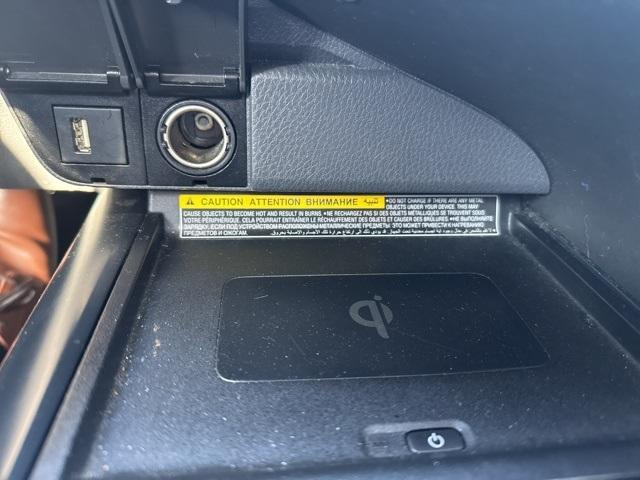 CAUTION ATTENTION ВНИМАНИЕ تنبيه •DO NOT CHARGE IF THERE ARE ANY METAL OBJECTS UNDER YOUR DEVICE. THIS MAY
CAUSE OBJECTS TO BECOME HOT AND RESULT IN BURNS. •NE RECHARGEZ PAS SI DES OBJETS MÉTALLIQUES SE TROUVENT SOUS
VOTRE PÉRIPHÉRIQUE. CELA POURRAIT ENTRAÎNER LE RÉCHAUFFEMENT DES OBJETS ET CAUSER DES BRÛLURES. •НЕ ВЫПОЛНЯЙТЕ
ЗАРЯДКУ, ЕСЛИ ПОД УСТРОЙСТВОМ РАСПОЛОЖЕНЫ МЕТАЛЛИЧЕСКИЕ ПРЕДМЕТЫ. ЭТО МОЖЕТ ПРИВЕСТИ К НАГРЕВАНИЮ
ПРЕДМЕТОВ И ОЖОГАМ.